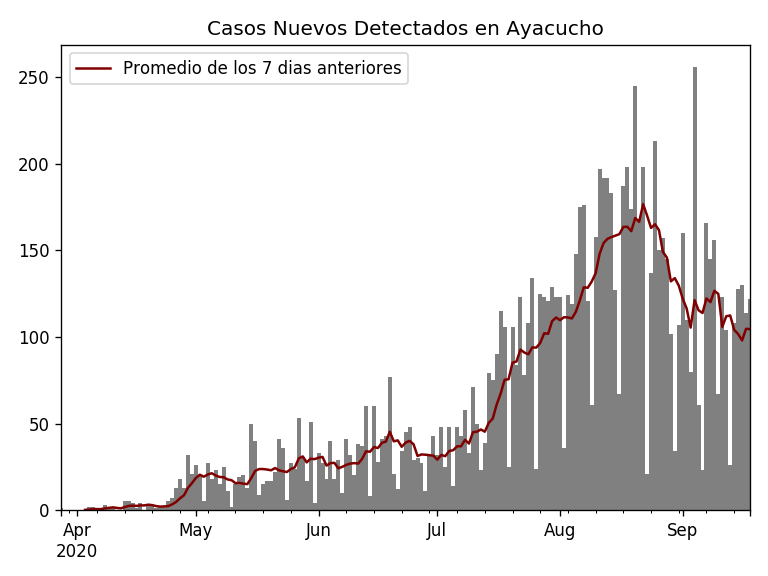 Casos Nuevos Detectados en Ayacucho
Promedio de los 7 dias anteriores
250
200
150
100
50
0
Apr May Jun Jul Aug Sep
2020